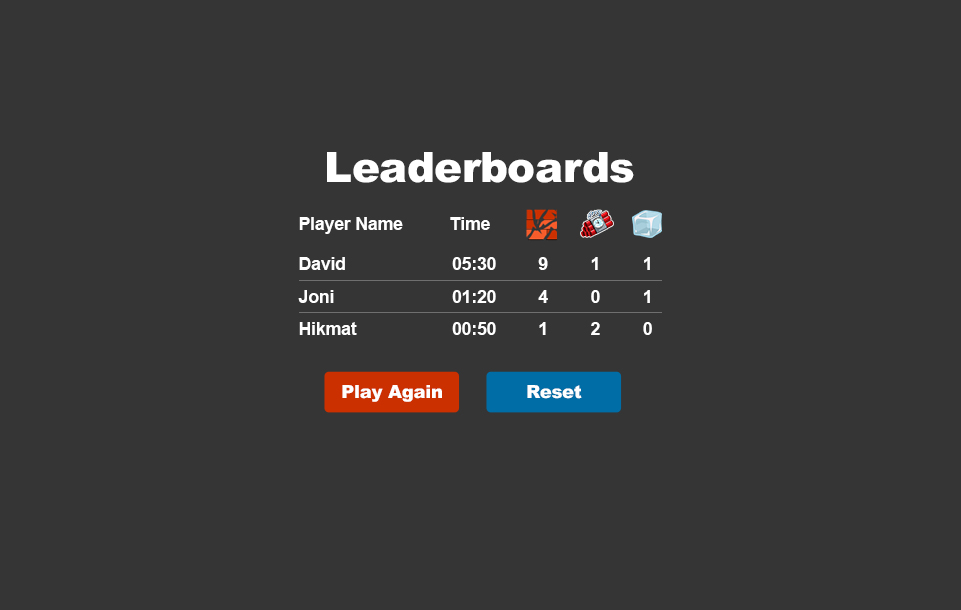 Leaderboards
Player Name Time
David 05:30 9 1 1
Joni 01:20 4 0 1
Hikmat 00:50 1 2 0
Play Again Reset